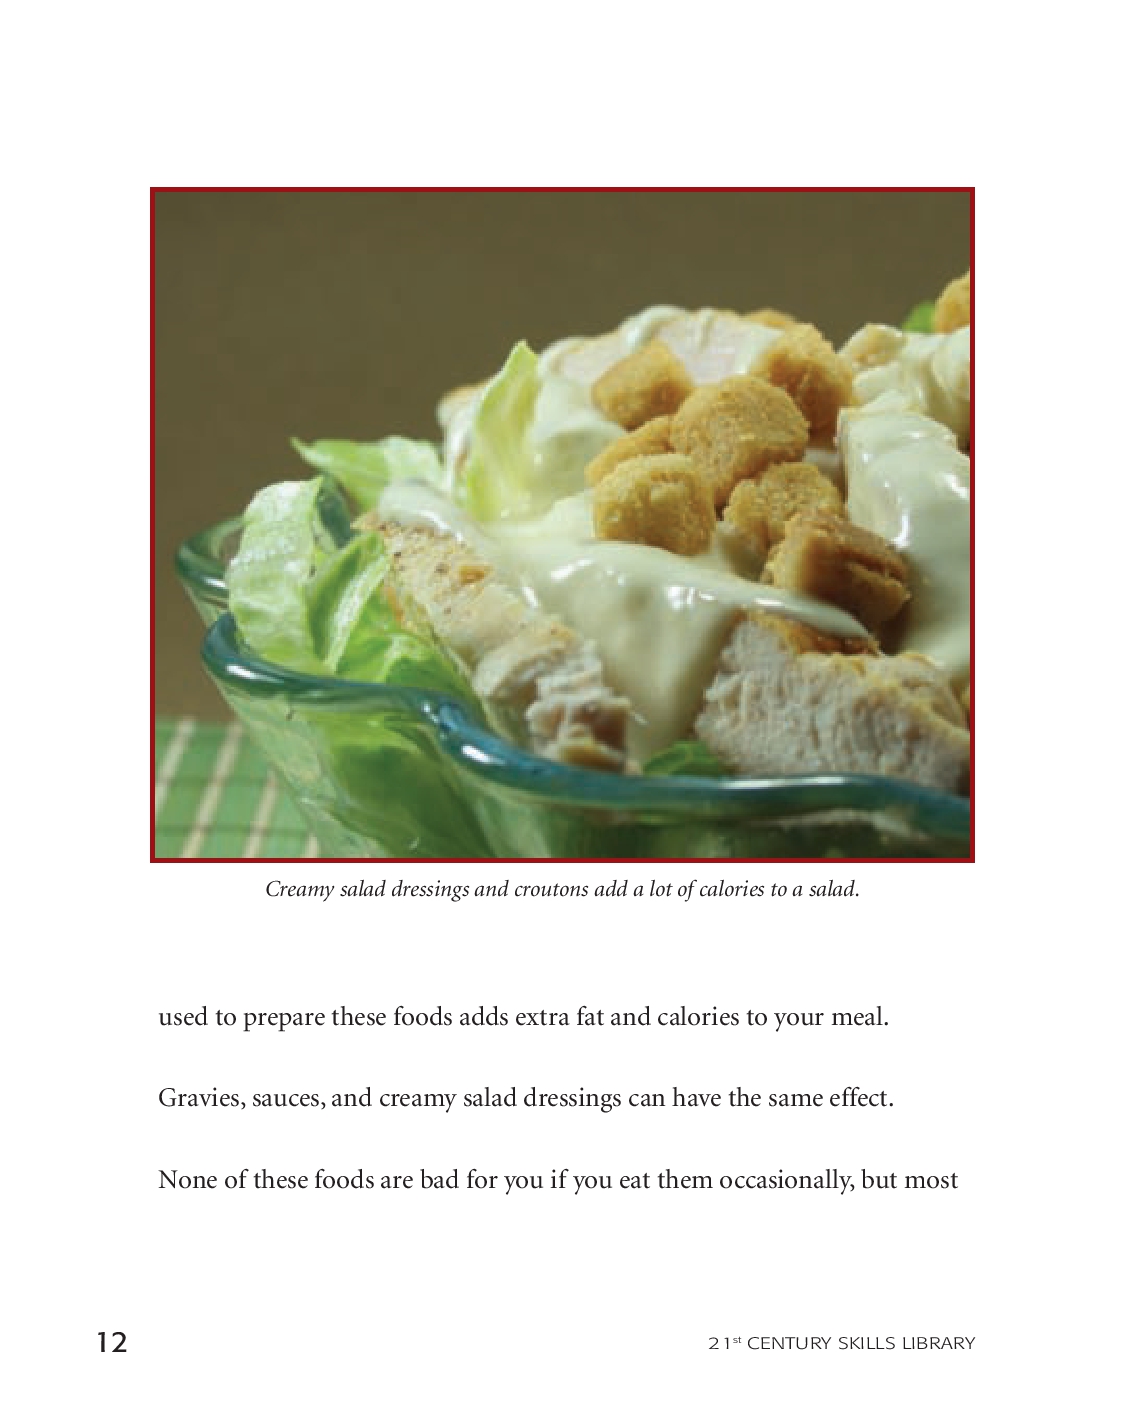 Creamy salad dressings and croutons add a lot of calories to a salad.
used to prepare these foods adds extra fat and calories to your meal.
Gravies, sauces, and creamy salad dressings can have the same effect.
None of these foods are bad for you if you eat them occasionally, but most
12
21st CENTURY SKILLS LIBRARY